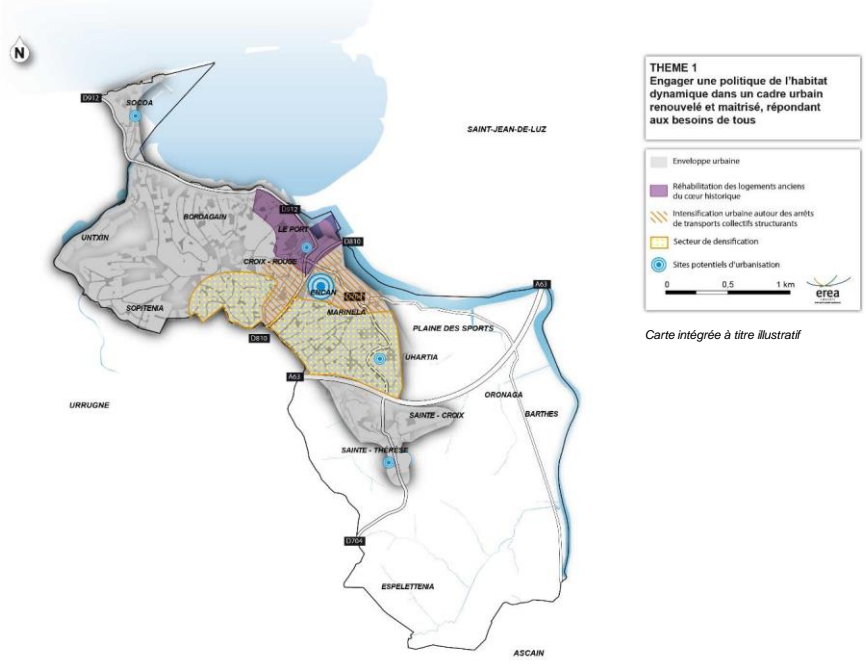 N
D912
SOCOA
SAINT-JEAN-DE-LUZ
BORDAGAIN
D912
LE PORT
UNTXIN
D810
CROIX - ROUGE
ENCAN
A63
SOPITENIA
MARINELA
PLAINE DES SPORTS
D810
UHARTIA
A63
ORONAGA
URRUGNE
SAINTE - CROIX
BARTHES
SAINTE - THERESE
D704
ESPELETTENIA
ASCAIN
THEME 1
Engager une politique de l'habitat
dynamique dans un cadre urbain
renouvelé et maitrisé, répondant
aux besoins de tous
Enveloppe urbaine
Réhabilitation des logements anciens
du cœur historique
Intensification urbaine autour des arrêts
de transports collectifs structurants
Secteur de densification
Sites potentiels d'urbanisation
0 0,5 1 km
erea
Carte intégrée à titre illustratif